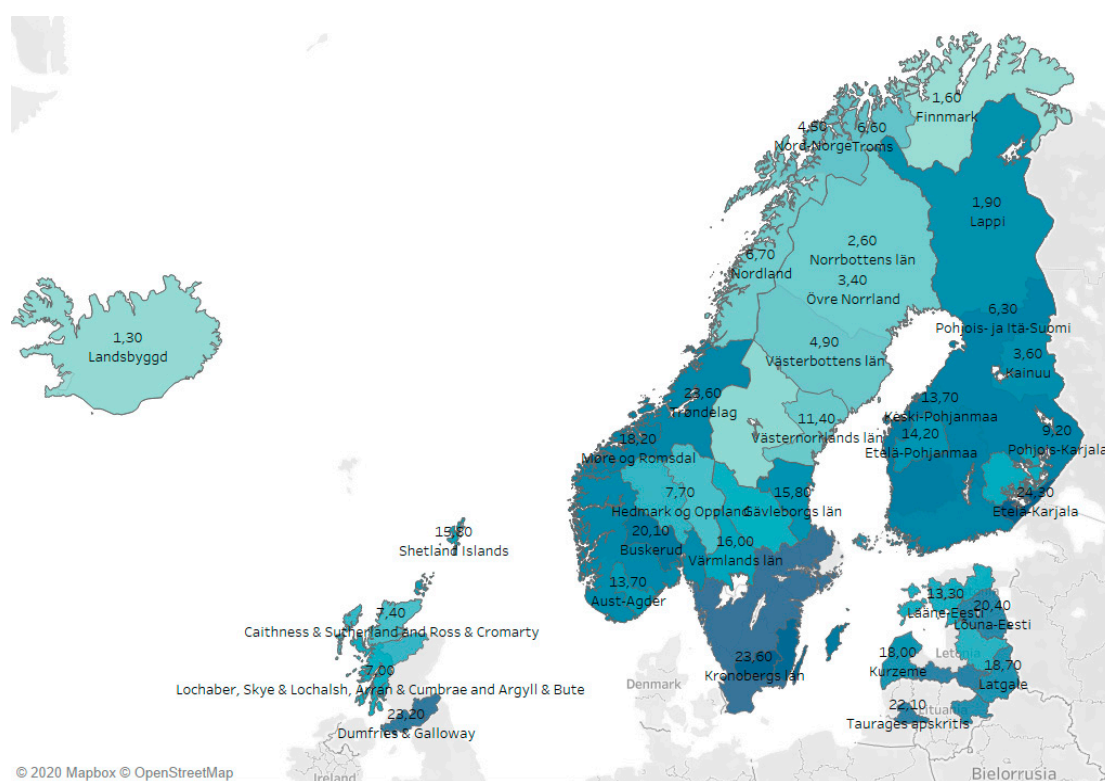 1,60
Finnmark
4,50
6,60
Nord-Norge
Troms
1,90
Lappi
2,60
Norrbottens län
6,70
Nordland
3,40
Övre Norrland
6,30
Pohjois- ja Itä-Suomi
1,30
Landsbyggd
4,90
Västerbottens län
3,60
Kainuu
23,60
Trøndelag
13,70
Keski-Pohjanmaa
11,40
Västernorrlands län
14,20
Etelä-Pohjanmaa
9,20
Pohjois-Karjala
18,20
Møre og Romsdal
7,70
Hedmark og Oppland
15,80
Gävleborgs län
24,30
Etelä-Karjala
20,10
Buskerud
16,00
Värmlands län
15,80
Shetland Islands
13,70
Aust-Agder
13,30
Lääne-Eesti
20,40
Lõuna-Eesti
7,40
Caithness & Sutherland and Ross & Cromarty
18,00
Kurzeme
Letonia
18,70
Latgale
23,60
Kronobergs län
7,00
Lochaber, Skye & Lochalsh, Arran & Cumbrae and Argyll & Bute
Denmark
22,10
Lituania
Taurages apskritis
23,20
Dumfries & Galloway
Ireland
Bielorrusia
© 2020 Mapbox © OpenStreetMap